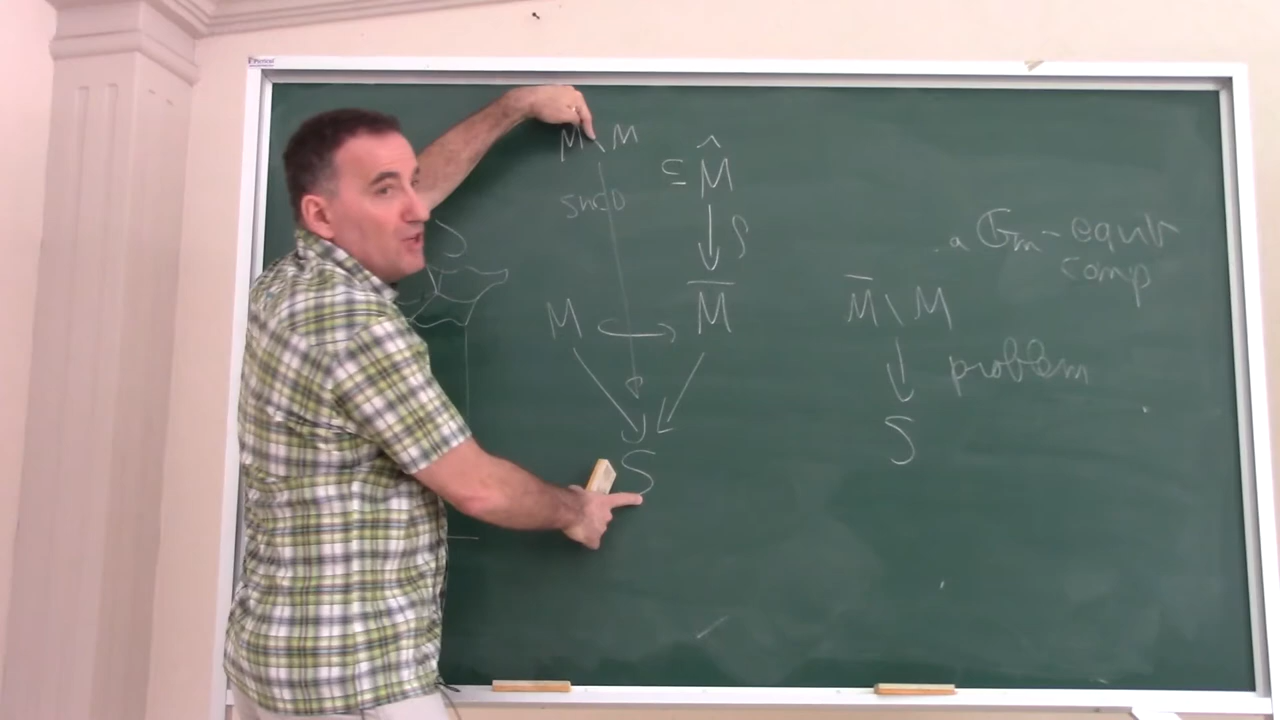 M \ M
⊆ M̂
sncD
↓ ρ
M ↪ M̄
S
a 𝔾m-equiv
comp
M̄ \ M
↓ problem
S